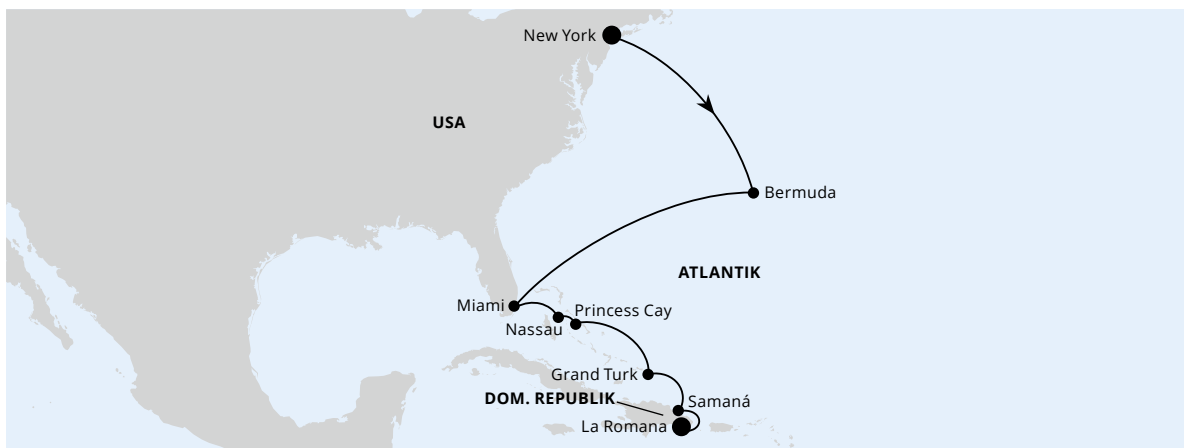 New York
USA
Bermuda
ATLANTIK
Miami
Princess Cay
Nassau
Grand Turk
DOM. REPUBLIK
Samaná
La Romana